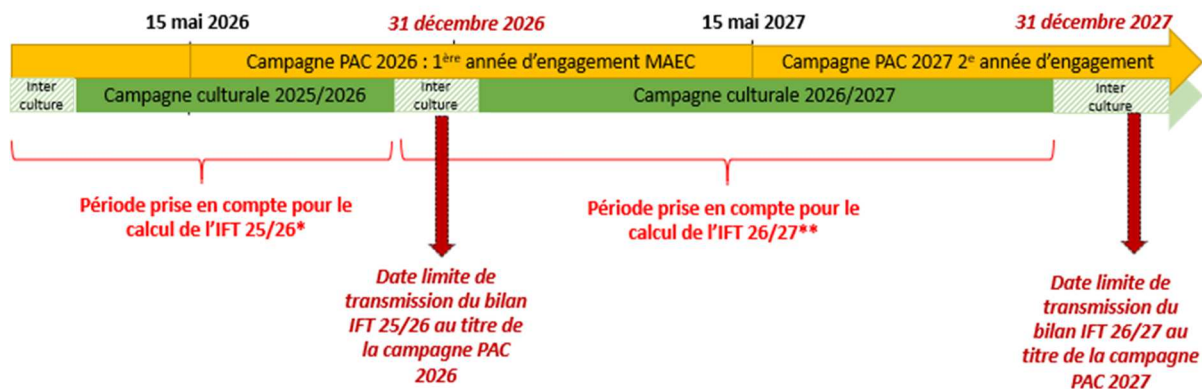 15 mai 2026
31 décembre 2026
15 mai 2027
31 décembre 2027
Campagne PAC 2026 : 1ère année d’engagement MAEC
Campagne PAC 2027 2e année d’engagement
Inter
culture
Campagne culturale 2025/2026
Inter
culture
Campagne culturale 2026/2027
Inter
culture
Période prise en compte pour le
calcul de l’IFT 25/26*
Période prise en compte pour le
calcul de l’IFT 26/27**
Date limite de
transmission du bilan
IFT 25/26 au titre de
la campagne PAC
2026
Date limite de
transmission du
bilan IFT 26/27 au
titre de la campagne
PAC 2027